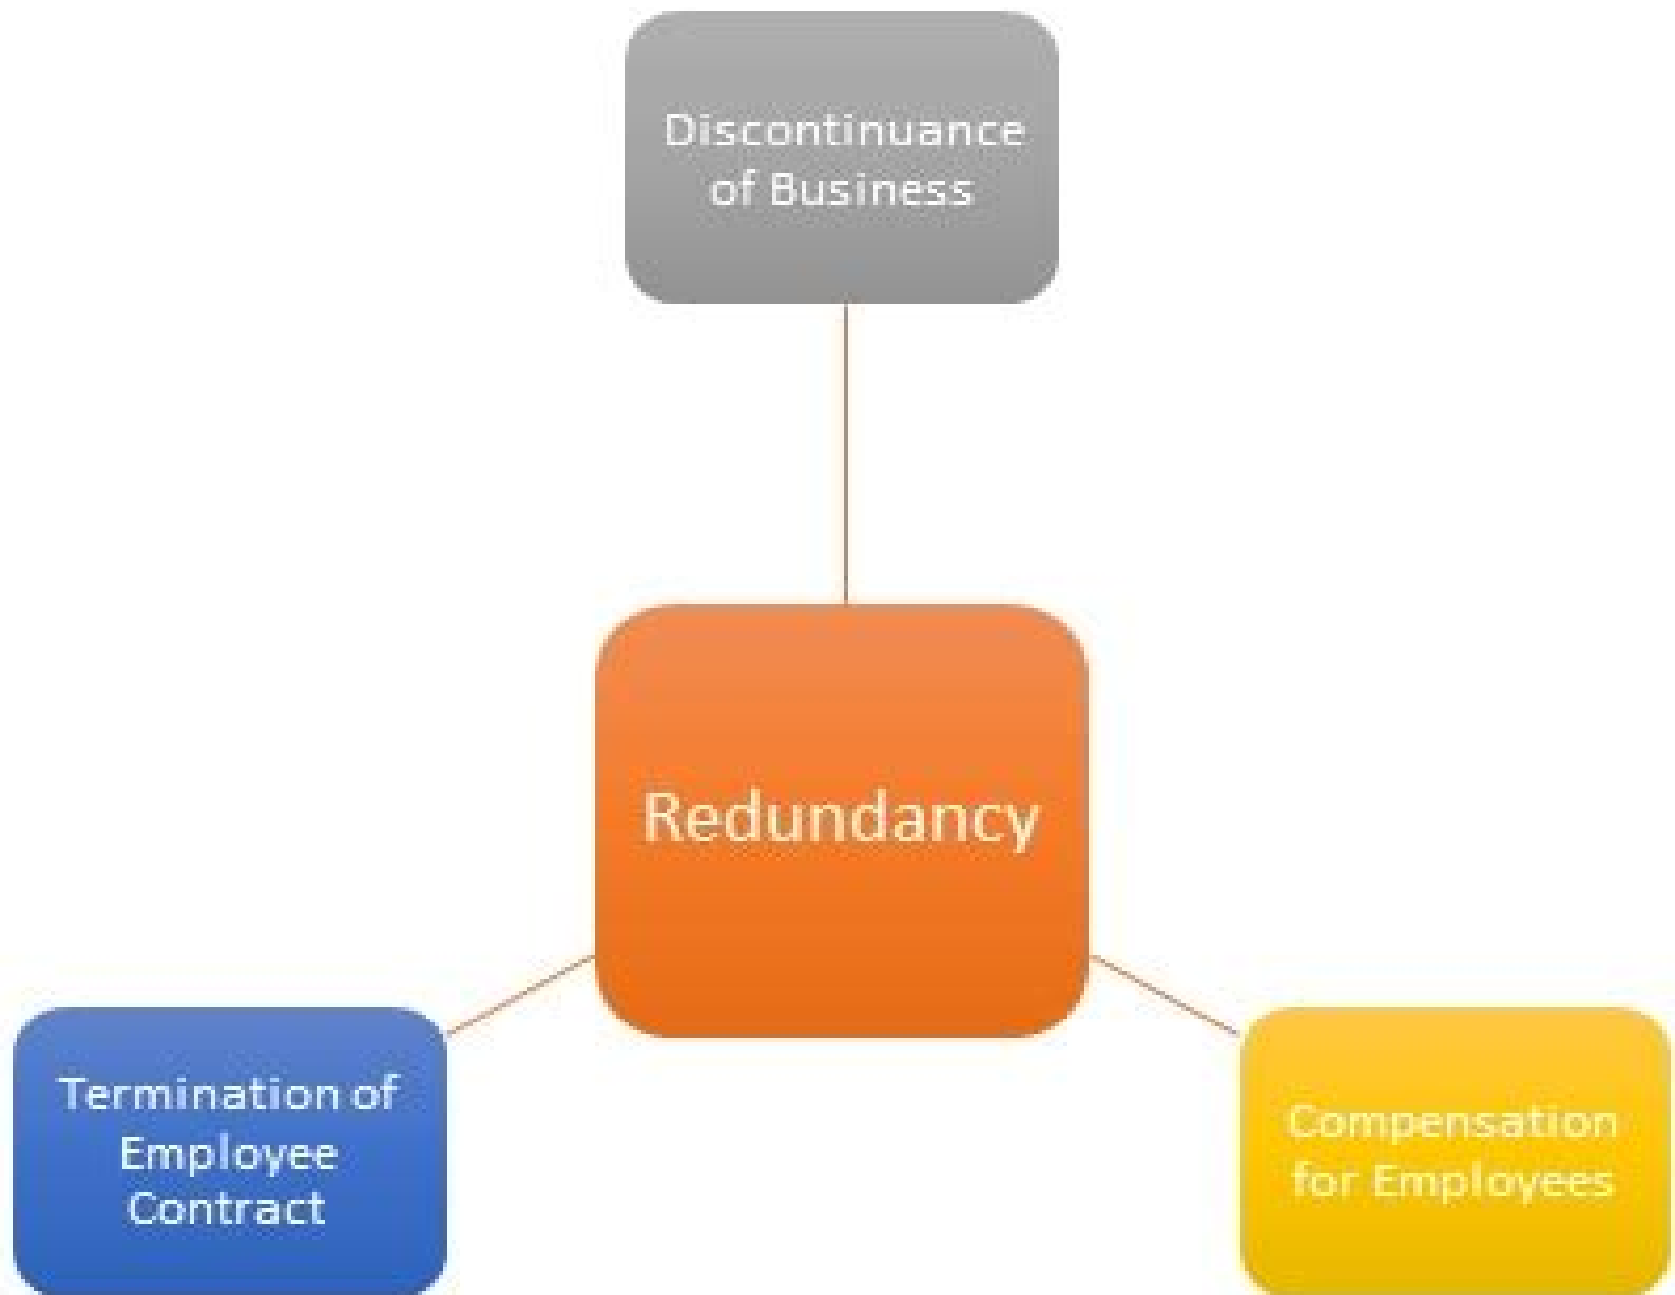 Discontinuance
of Business
Redundancy
Termination of
Employee
Contract
Compensation
for Employees